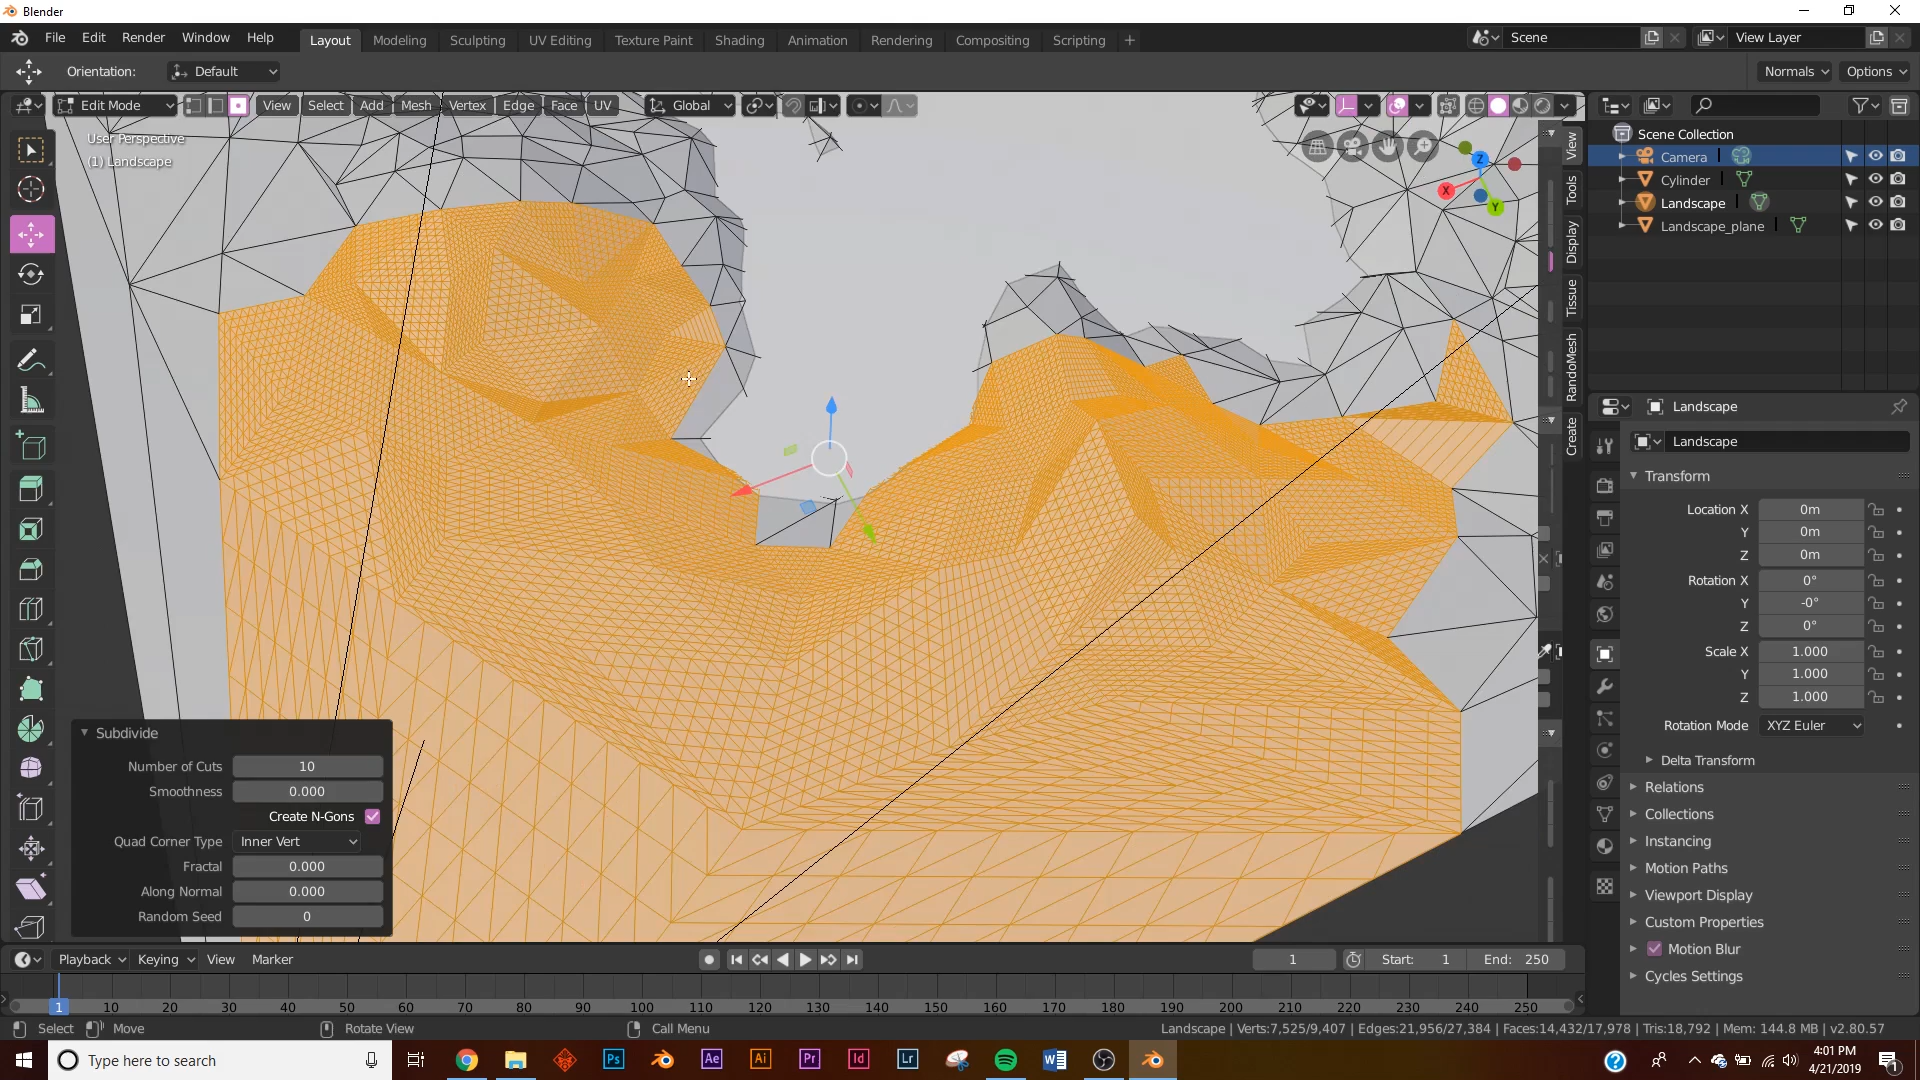 Blender
File Edit Render Window Help
Layout Modeling Sculpting UV Editing Texture Paint Shading Animation Rendering Compositing Scripting +
Scene
View Layer
Orientation: Default
Normals Options
Edit Mode View Select Add Mesh Vertex Edge Face UV Global
User Perspective
(1) Landscape
View
Tools
Display
Tissue
RandoMesh
Create
X
Y
Z
Scene Collection
Camera
Cylinder
Landscape
Landscape_plane
Landscape
Landscape
Transform
Location X 0m
Y 0m
Z 0m
Rotation X 0°
Y -0°
Z 0°
Scale X 1.000
Y 1.000
Z 1.000
Rotation Mode XYZ Euler
Delta Transform
Relations
Collections
Instancing
Motion Paths
Viewport Display
Custom Properties
Motion Blur
Cycles Settings
Subdivide
Number of Cuts 10
Smoothness 0.000
Create N-Gons
Quad Corner Type Inner Vert
Fractal 0.000
Along Normal 0.000
Random Seed 0
Playback Keying View Marker
1 Start: 1 End: 250
1 10 20 30 40 50 60 70 80 90 100 110 120 130 140 150 160 170 180 190 200 210 220 230 240 250
Select Move Rotate View Call Menu
Landscape | Verts:7,525/9,407 | Edges:21,956/27,384 | Faces:14,432/17,978 | Tris:18,792 | Mem: 144.8 MB | v2.80.57
Type here to search
Ps Ae Ai Pr Id Lr
4:01 PM
4/21/2019
1